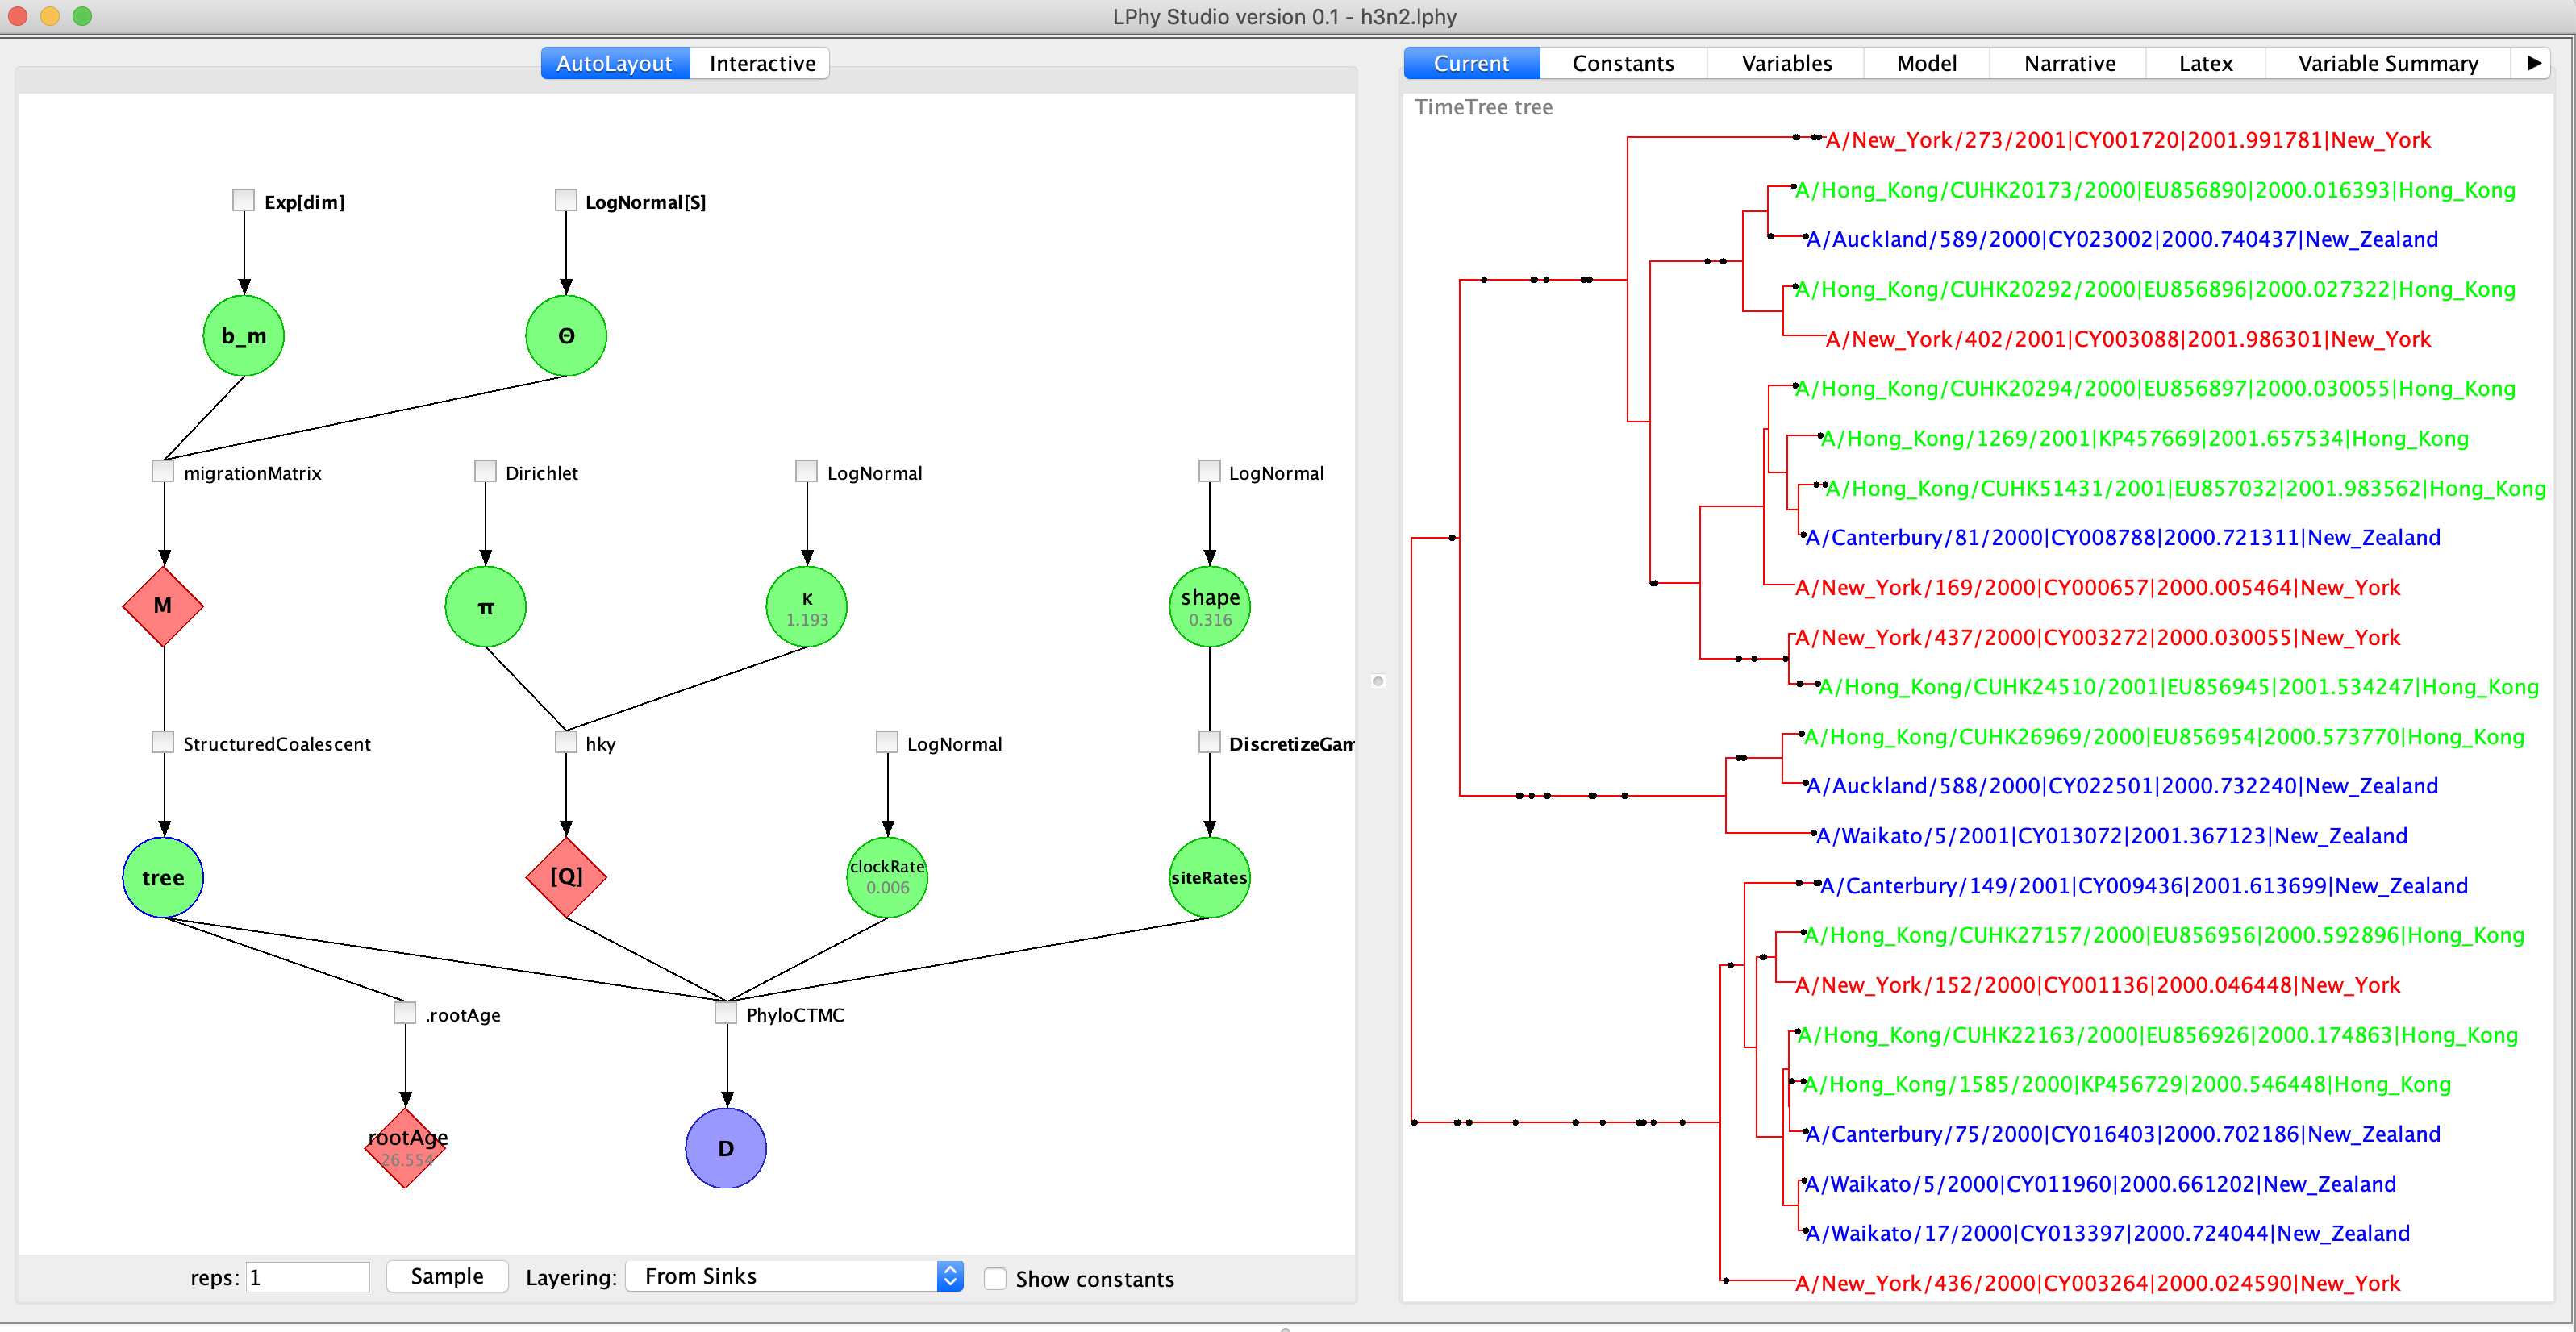 LPhy Studio version 0.1 - h3n2.lphy
AutoLayout Interactive
Current Constants Variables Model Narrative Latex Variable Summary
Exp[dim] LogNormal[S]
b_m Θ
migrationMatrix Dirichlet LogNormal LogNormal
M π κ shape
1.193 0.316
StructuredCoalescent hky LogNormal DiscretizeGam
tree [Q] clockRate siteRates
0.006
.rootAge PhyloCTMC
rootAge D
26.554
reps: 1 Sample Layering: From Sinks Show constants
TimeTree tree
A/New_York/273/2001|CY001720|2001.991781|New_York
A/Hong_Kong/CUHK20173/2000|EU856890|2000.016393|Hong_Kong
A/Auckland/589/2000|CY023002|2000.740437|New_Zealand
A/Hong_Kong/CUHK20292/2000|EU856896|2000.027322|Hong_Kong
A/New_York/402/2001|CY003088|2001.986301|New_York
A/Hong_Kong/CUHK20294/2000|EU856897|2000.030055|Hong_Kong
A/Hong_Kong/1269/2001|KP457669|2001.657534|Hong_Kong
A/Hong_Kong/CUHK51431/2001|EU857032|2001.983562|Hong_Kong
A/Canterbury/81/2000|CY008788|2000.721311|New_Zealand
A/New_York/169/2000|CY000657|2000.005464|New_York
A/New_York/437/2000|CY003272|2000.030055|New_York
A/Hong_Kong/CUHK24510/2001|EU856945|2001.534247|Hong_Kong
A/Hong_Kong/CUHK26969/2000|EU856954|2000.573770|Hong_Kong
A/Auckland/588/2000|CY022501|2000.732240|New_Zealand
A/Waikato/5/2001|CY013072|2001.367123|New_Zealand
A/Canterbury/149/2001|CY009436|2001.613699|New_Zealand
A/Hong_Kong/CUHK27157/2000|EU856956|2000.592896|Hong_Kong
A/New_York/152/2000|CY001136|2000.046448|New_York
A/Hong_Kong/CUHK22163/2000|EU856926|2000.174863|Hong_Kong
A/Hong_Kong/1585/2000|KP456729|2000.546448|Hong_Kong
A/Canterbury/75/2000|CY016403|2000.702186|New_Zealand
A/Waikato/5/2000|CY011960|2000.661202|New_Zealand
A/Waikato/17/2000|CY013397|2000.724044|New_Zealand
A/New_York/436/2000|CY003264|2000.024590|New_York